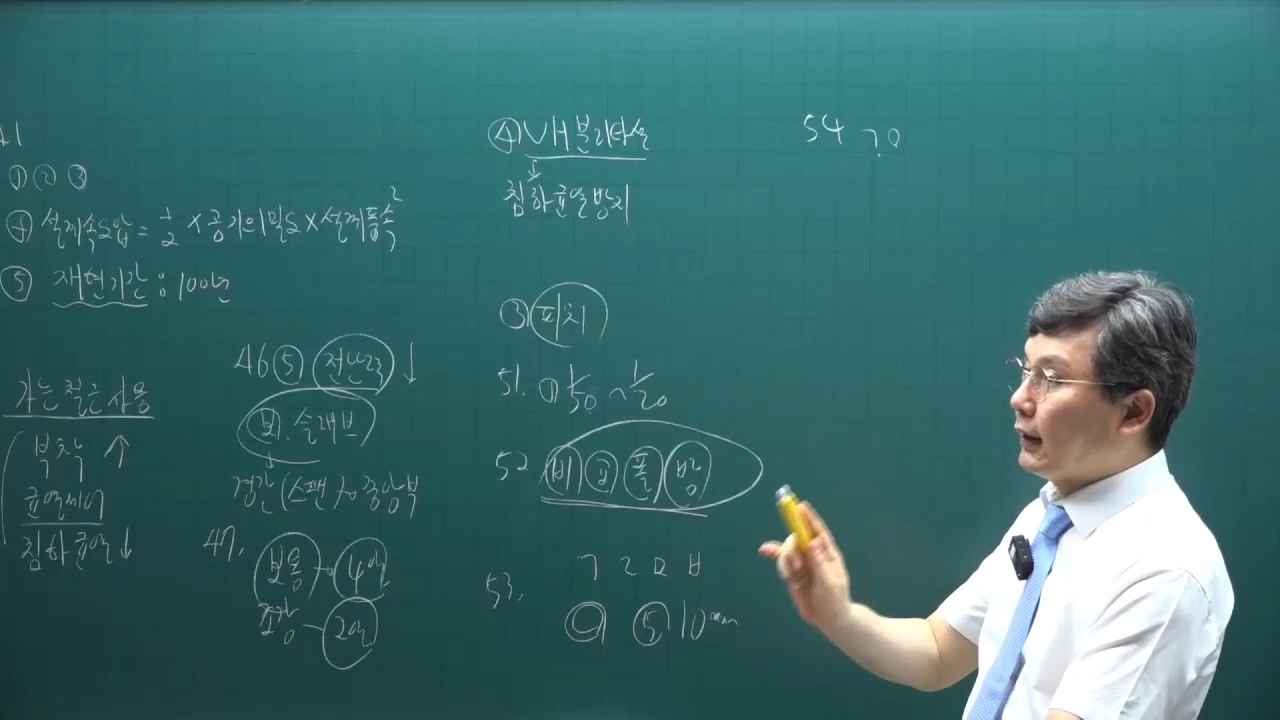 41
① ② ③
④ 설계속도압 = 1/2 × 공기의밀도 × 설계풍속²
⑤ 재현기간 : 100년
가는 철근 사용
부착 ↑
균열제어
침하균열 ↓
46 ⑤ 전단력 ↓
보. 슬래브
경간(스팬)의 중앙부
47.
보통 → 4일
조강 - 2일
④ VH분리타설
↓
침하균열방지
③ 피치
51. ①
52 비 공 폴 방
53.
ㄱ ㄹ ㅁ ㅂ
① ⑤ 10mm
54 7.0